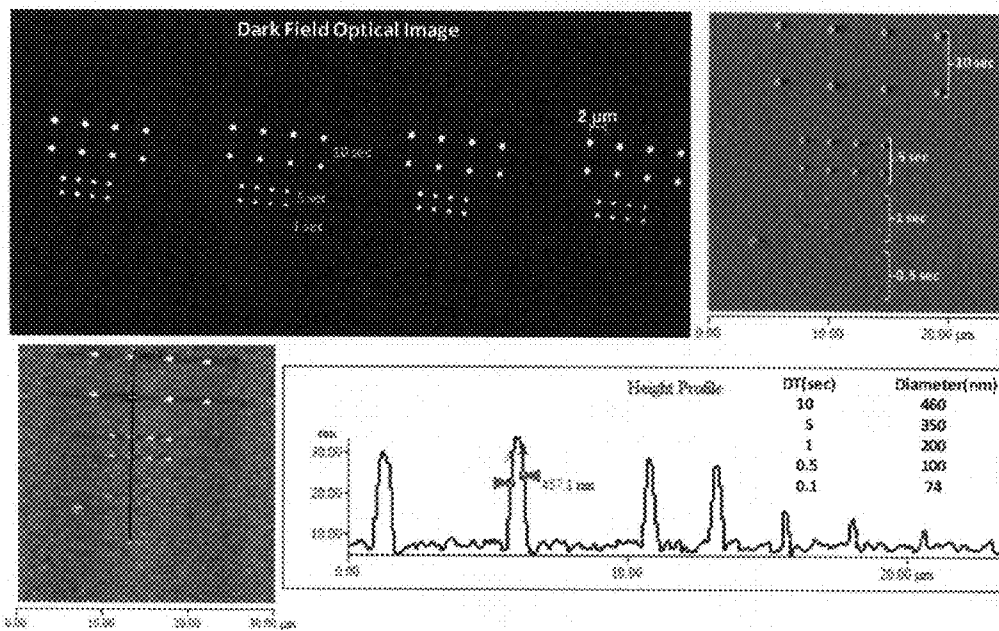 Dark Field Optical Image
2 µm
10 sec
1 sec
10 sec
5 sec
1 sec
0.5 sec
0.00 10.00 20.00 µm
Height Profile
DT(sec) Diameter(nm)
10 460
5 350
1 200
0.5 100
0.1 74
30.00
20.00
10.00
0.00 10.00 20.00 µm
0.00 10.00 20.00 30.00 µm